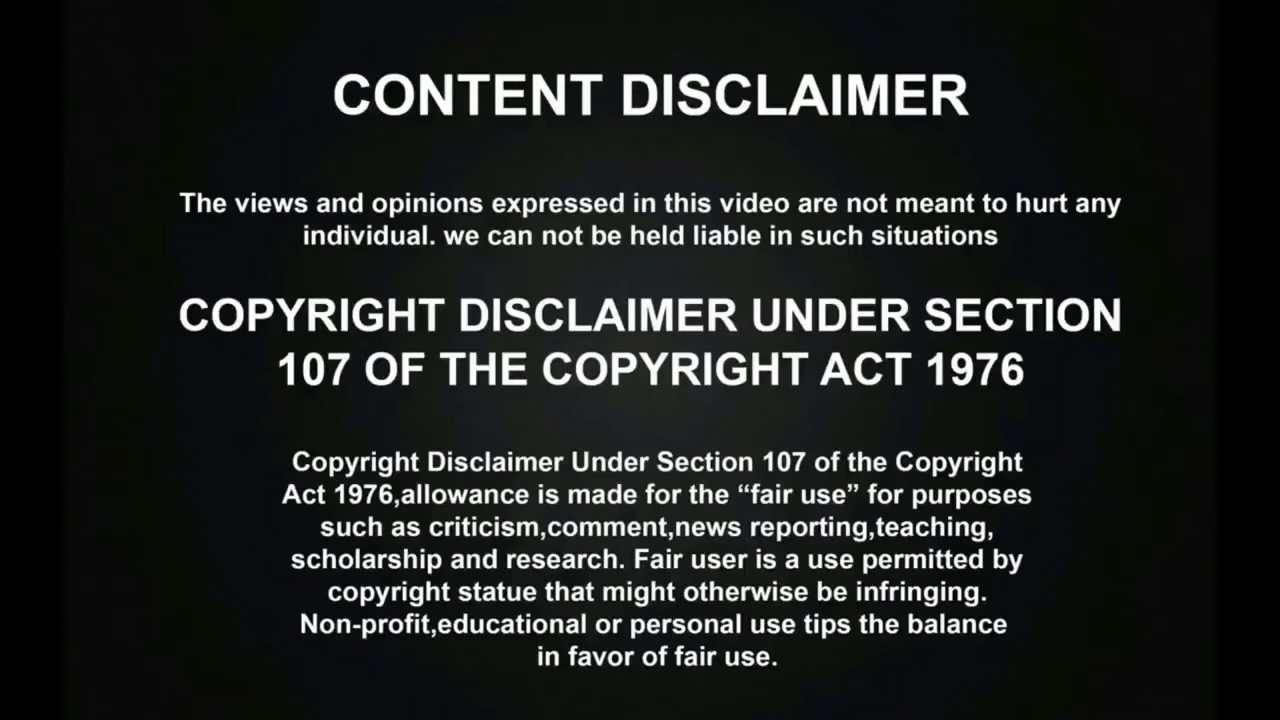 CONTENT DISCLAIMER
The views and opinions expressed in this video are not meant to hurt any
individual. we can not be held liable in such situations
COPYRIGHT DISCLAIMER UNDER SECTION
107 OF THE COPYRIGHT ACT 1976
Copyright Disclaimer Under Section 107 of the Copyright
Act 1976,allowance is made for the “fair use” for purposes
such as criticism,comment,news reporting,teaching,
scholarship and research. Fair user is a use permitted by
copyright statue that might otherwise be infringing.
Non-profit,educational or personal use tips the balance
in favor of fair use.